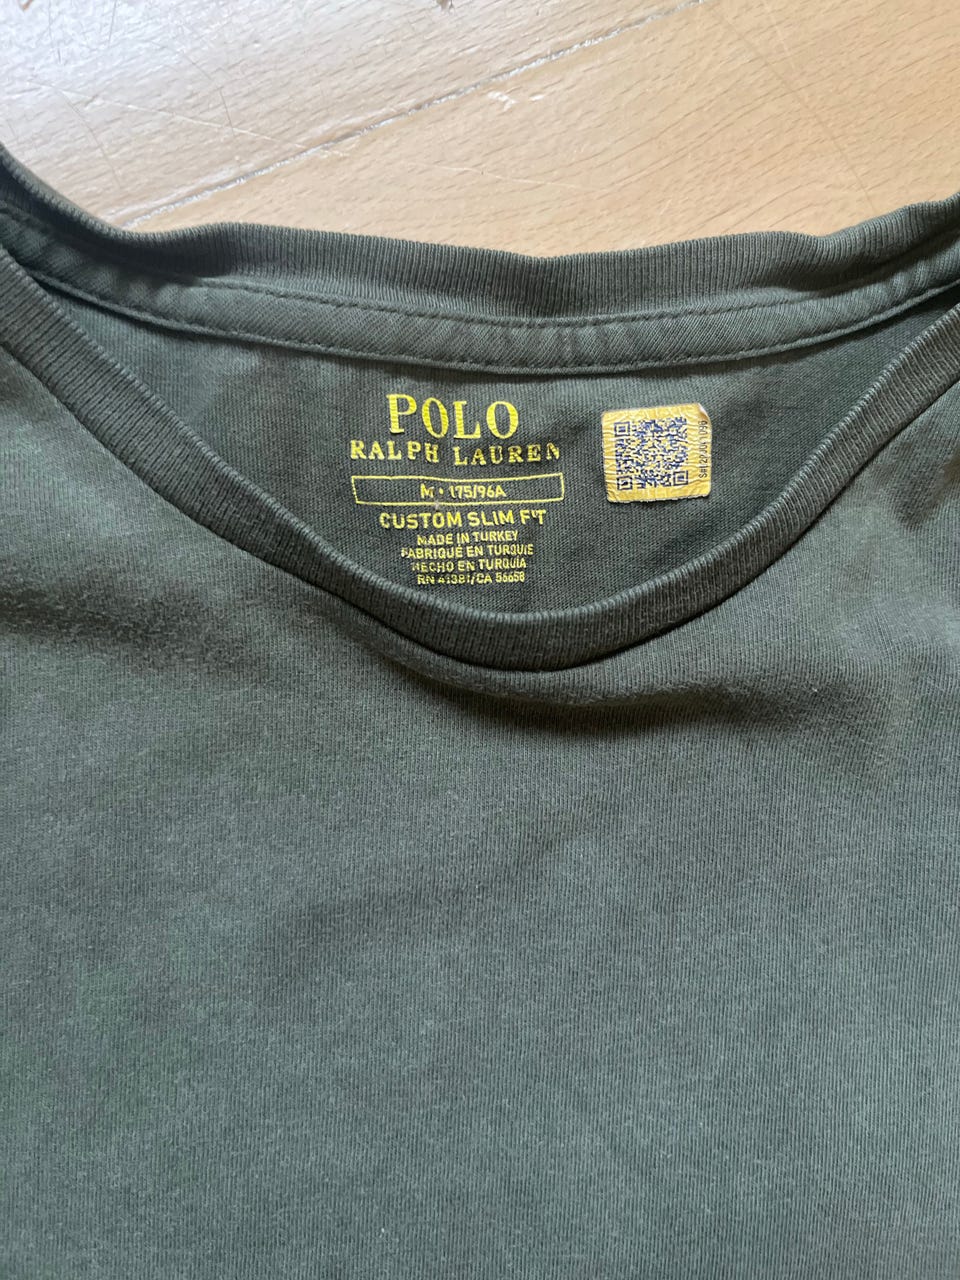 POLO
RALPH LAUREN
M • 175/96A
CUSTOM SLIM FIT
MADE IN TURKEY
FABRIQUÉ EN TURQUIE
HECHO EN TURQUÍA
RN 41381/CA 56658